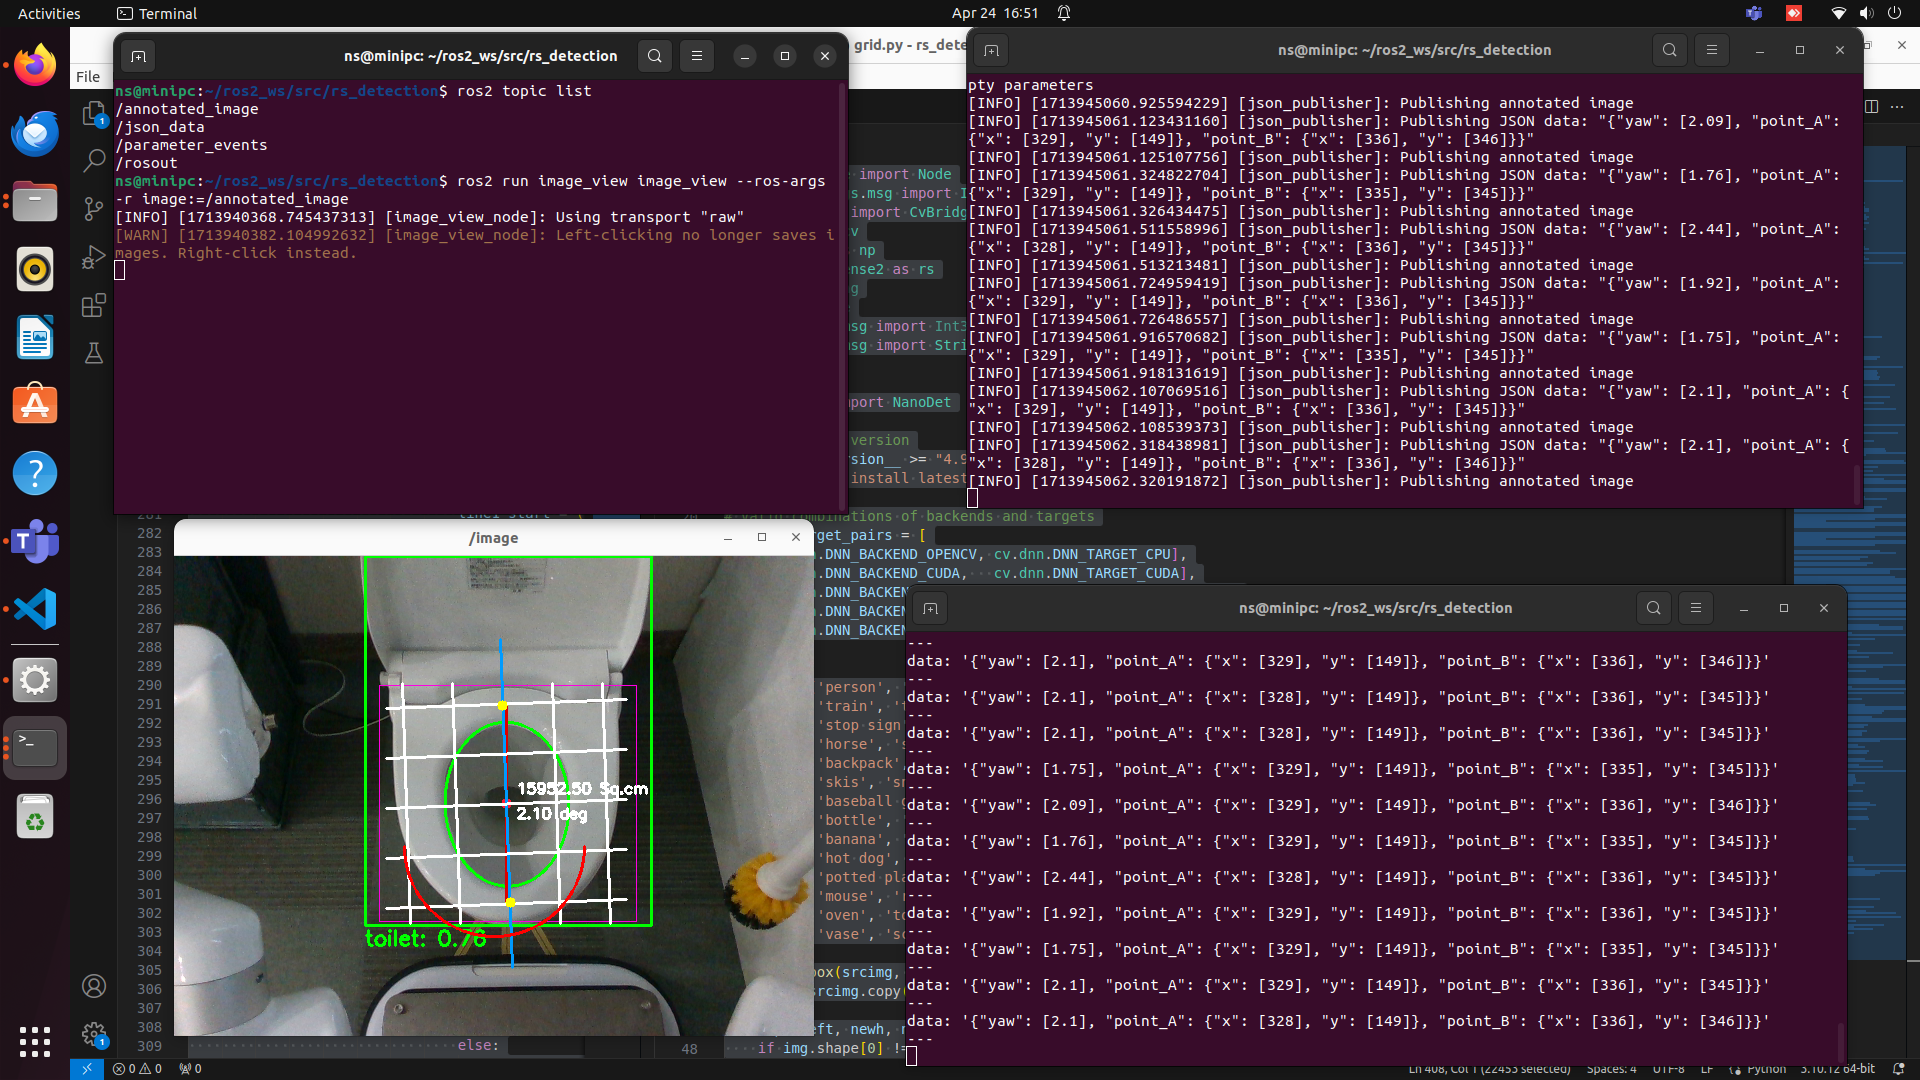 Activities
Terminal
Apr 24 16:51
ns@minipc: ~/ros2_ws/src/rs_detection
ns@minipc:~/ros2_ws/src/rs_detection$ ros2 topic list
/annotated_image
/json_data
/parameter_events
/rosout
ns@minipc:~/ros2_ws/src/rs_detection$ ros2 run image_view image_view --ros-args
-r image:=/annotated_image
[INFO] [1713940368.745437313] [image_view_node]: Using transport "raw"
[WARN] [1713940382.104992632] [image_view_node]: Left-clicking no longer saves i
mages. Right-click instead.
grid.py - rs_dete
File
ns@minipc: ~/ros2_ws/src/rs_detection
pty parameters
[INFO] [1713945060.925594229] [json_publisher]: Publishing annotated image
[INFO] [1713945061.123431160] [json_publisher]: Publishing JSON data: "{"yaw": [2.09], "point_A":
{"x": [329], "y": [149]}, "point_B": {"x": [336], "y": [346]}}"
[INFO] [1713945061.125107756] [json_publisher]: Publishing annotated image
[INFO] [1713945061.324822704] [json_publisher]: Publishing JSON data: "{"yaw": [1.76], "point_A":
{"x": [329], "y": [149]}, "point_B": {"x": [335], "y": [345]}}"
[INFO] [1713945061.326434475] [json_publisher]: Publishing annotated image
[INFO] [1713945061.511558996] [json_publisher]: Publishing JSON data: "{"yaw": [2.44], "point_A":
{"x": [328], "y": [149]}, "point_B": {"x": [336], "y": [345]}}"
[INFO] [1713945061.513213481] [json_publisher]: Publishing annotated image
[INFO] [1713945061.724959419] [json_publisher]: Publishing JSON data: "{"yaw": [1.92], "point_A":
{"x": [329], "y": [149]}, "point_B": {"x": [336], "y": [345]}}"
[INFO] [1713945061.726486557] [json_publisher]: Publishing annotated image
[INFO] [1713945061.916570682] [json_publisher]: Publishing JSON data: "{"yaw": [1.75], "point_A":
{"x": [329], "y": [149]}, "point_B": {"x": [335], "y": [345]}}"
[INFO] [1713945061.918131619] [json_publisher]: Publishing annotated image
[INFO] [1713945062.107069516] [json_publisher]: Publishing JSON data: "{"yaw": [2.1], "point_A": {
"x": [329], "y": [149]}, "point_B": {"x": [336], "y": [345]}}"
[INFO] [1713945062.108539373] [json_publisher]: Publishing annotated image
[INFO] [1713945062.318438981] [json_publisher]: Publishing JSON data: "{"yaw": [2.1], "point_A": {
"x": [328], "y": [149]}, "point_B": {"x": [336], "y": [346]}}"
[INFO] [1713945062.320191872] [json_publisher]: Publishing annotated image
import Node
import CvBridg
np
as rs
import Int3
import Stri
import NanoDet
version
>= "4.9
install latest
combinations of backends and targets
= [
.DNN_BACKEND_OPENCV, cv.dnn.DNN_TARGET_CPU],
.DNN_BACKEND_CUDA, cv.dnn.DNN_TARGET_CUDA],
.DNN_BACKEN
.DNN_BACKEN
.DNN_BACKEN
'person',
'train',
'stop sign
'horse',
'backpack'
'skis',
'baseball g
'bottle',
'banana',
'hot dog',
'potted pla
'mouse',
'oven',
'vase',
box(srcimg,
srcimg.copy(
newh,
48 if img.shape[0]
282
283
284
285
286
287
288
289
290
291
292
293
294
295
296
297
298
299
300
301
302
303
304
305
306
307
308
309
else:
/image
15952.50 Sq.cm
2.10 deg
toilet: 0.76
ns@minipc: ~/ros2_ws/src/rs_detection
---
data: '{"yaw": [2.1], "point_A": {"x": [329], "y": [149]}, "point_B": {"x": [336], "y": [346]}}'
---
data: '{"yaw": [2.1], "point_A": {"x": [328], "y": [149]}, "point_B": {"x": [336], "y": [345]}}'
---
data: '{"yaw": [2.1], "point_A": {"x": [328], "y": [149]}, "point_B": {"x": [336], "y": [345]}}'
---
data: '{"yaw": [1.75], "point_A": {"x": [329], "y": [149]}, "point_B": {"x": [335], "y": [345]}}'
---
data: '{"yaw": [2.09], "point_A": {"x": [329], "y": [149]}, "point_B": {"x": [336], "y": [346]}}'
---
data: '{"yaw": [1.76], "point_A": {"x": [329], "y": [149]}, "point_B": {"x": [335], "y": [345]}}'
---
data: '{"yaw": [2.44], "point_A": {"x": [328], "y": [149]}, "point_B": {"x": [336], "y": [345]}}'
---
data: '{"yaw": [1.92], "point_A": {"x": [329], "y": [149]}, "point_B": {"x": [336], "y": [345]}}'
---
data: '{"yaw": [1.75], "point_A": {"x": [329], "y": [149]}, "point_B": {"x": [335], "y": [345]}}'
---
data: '{"yaw": [2.1], "point_A": {"x": [329], "y": [149]}, "point_B": {"x": [336], "y": [345]}}'
---
data: '{"yaw": [2.1], "point_A": {"x": [328], "y": [149]}, "point_B": {"x": [336], "y": [346]}}'
---
0 0 0
Ln 408, Col 1 (22453 selected) Spaces: 4 UTF-8 LF Python 3.10.12 64-bit